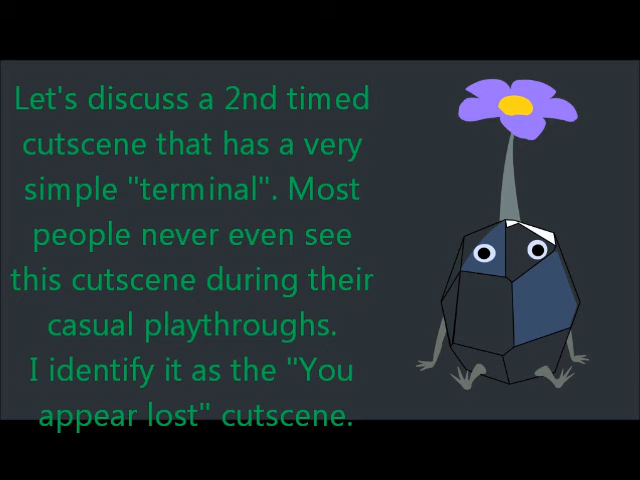 Let's discuss a 2nd timed
cutscene that has a very
simple "terminal". Most
people never even see
this cutscene during their
casual playthroughs.
I identify it as the "You
appear lost" cutscene.